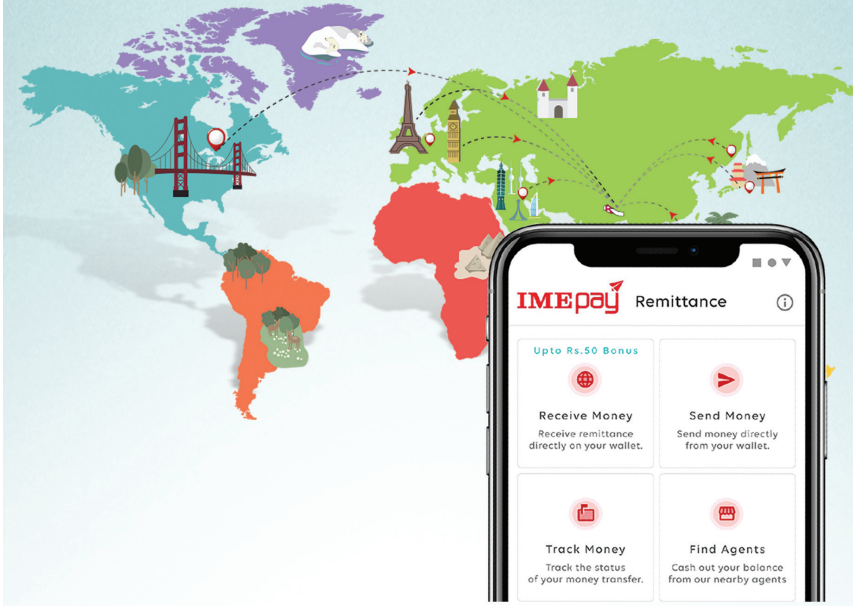 IMEpay Remittance
Upto Rs.50 Bonus
Receive Money
Receive remittance
directly on your wallet.
Send Money
Send money directly
from your wallet.
Track Money
Track the status
of your money transfer.
Find Agents
Cash out your balance
from our nearby agents